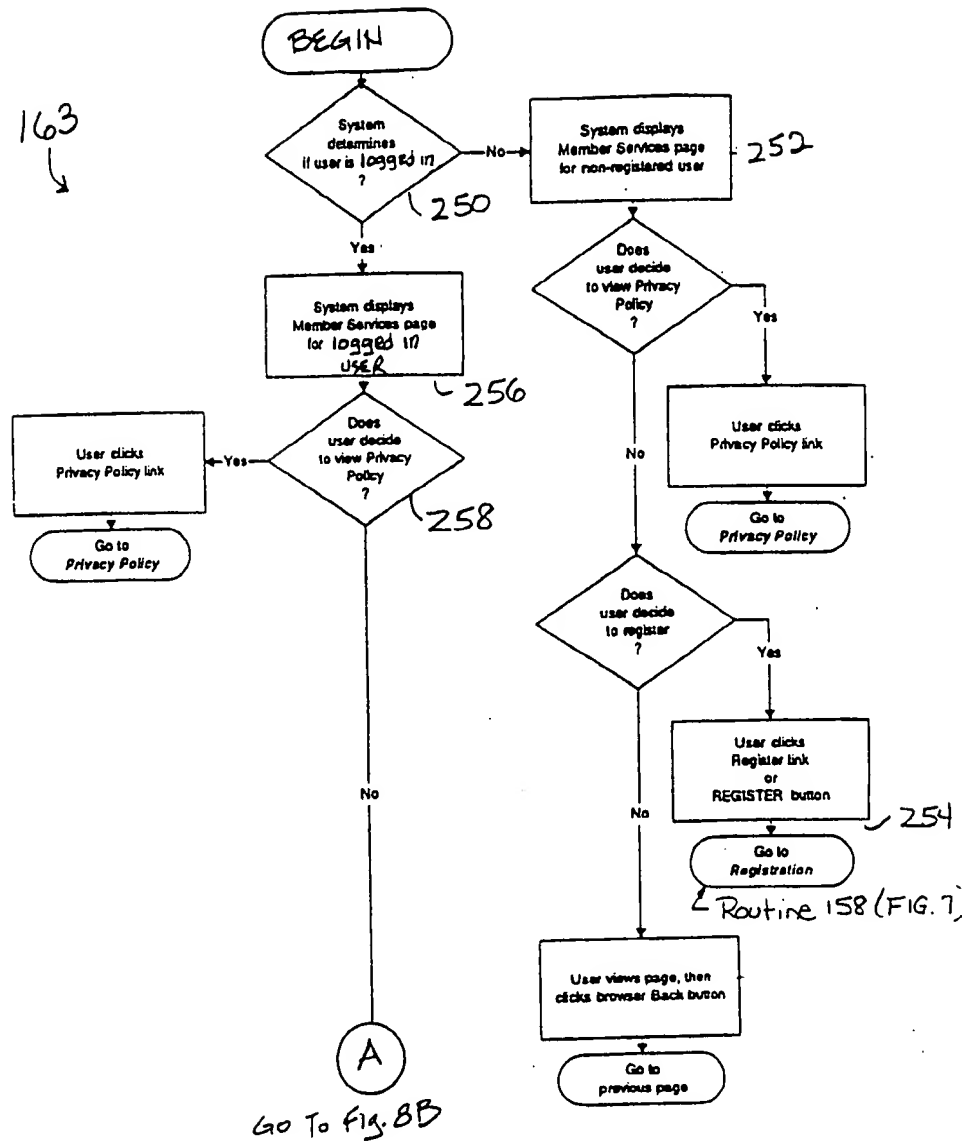 BEGIN
163
System
determines
if user is logged in
?
250
No
System displays
Member Services page
for non-registered user
252
Yes
System displays
Member Services page
for logged in
USER
256
Does
user decide
to view Privacy
Policy
?
Yes
User clicks
Privacy Policy link
Go to
Privacy Policy
No
Does
user decide
to view Privacy
Policy
?
258
Yes
User clicks
Privacy Policy link
Go to
Privacy Policy
No
Does
user decide
to register
?
Yes
User clicks
Register link
or
REGISTER button
254
Go to
Registration
Routine 158 (FIG. 7)
No
User views page, then
clicks browser Back button
Go to
previous page
A
Go To Fig. 8B